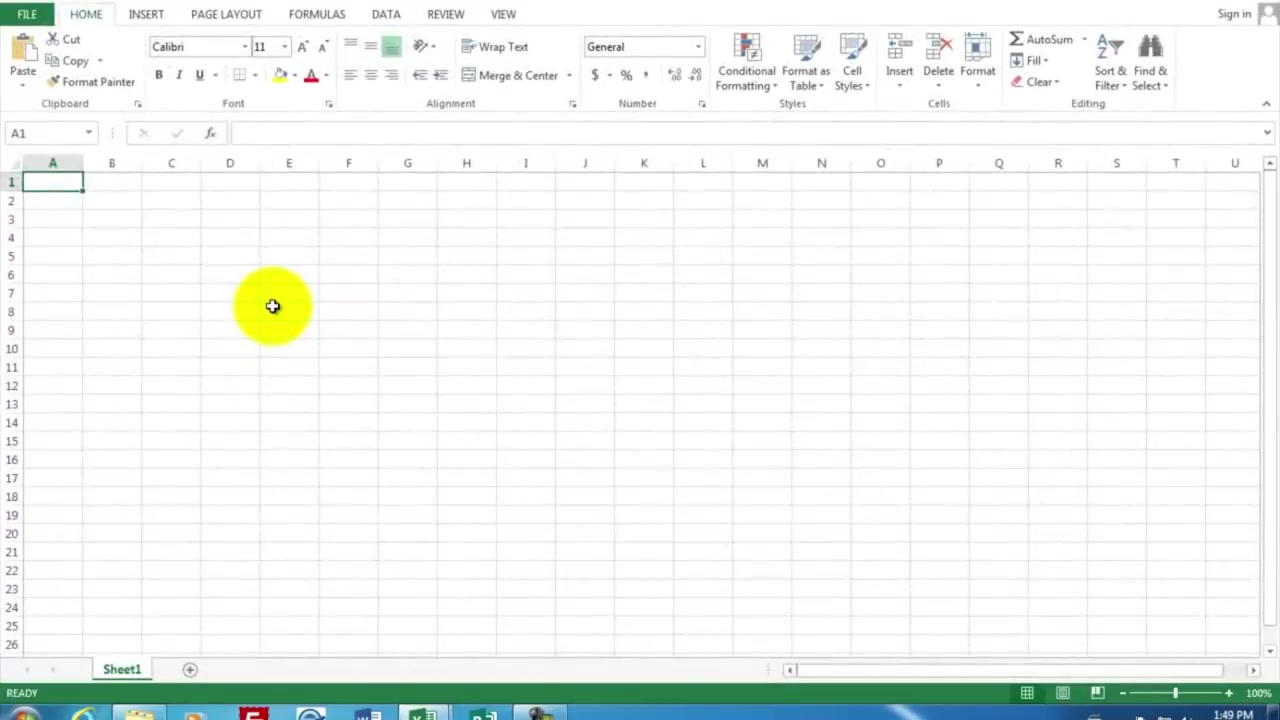 FILE HOME INSERT PAGE LAYOUT FORMULAS DATA REVIEW VIEW Sign in
Cut
Copy
Format Painter
Paste
Clipboard
Calibri 11
B I U A
Font
Wrap Text
Merge & Center
Alignment
General
$ % ,
Number
Conditional Formatting
Format as Table
Cell Styles
Styles
Insert Delete Format
Cells
AutoSum
Fill
Clear
Sort & Filter
Find & Select
Editing
A1 fx
A B C D E F G H I J K L M N O P Q R S T U
1
2
3
4
5
6
7
8
9
10
11
12
13
14
15
16
17
18
19
20
21
22
23
24
25
26
Sheet1
READY 100%
1:49 PM